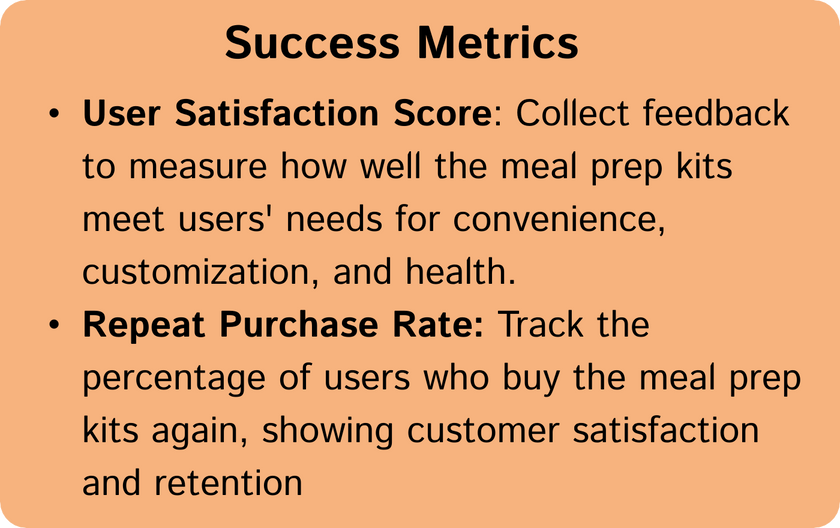 Success Metrics
• User Satisfaction Score: Collect feedback
to measure how well the meal prep kits
meet users' needs for convenience,
customization, and health.
• Repeat Purchase Rate: Track the
percentage of users who buy the meal prep
kits again, showing customer satisfaction
and retention